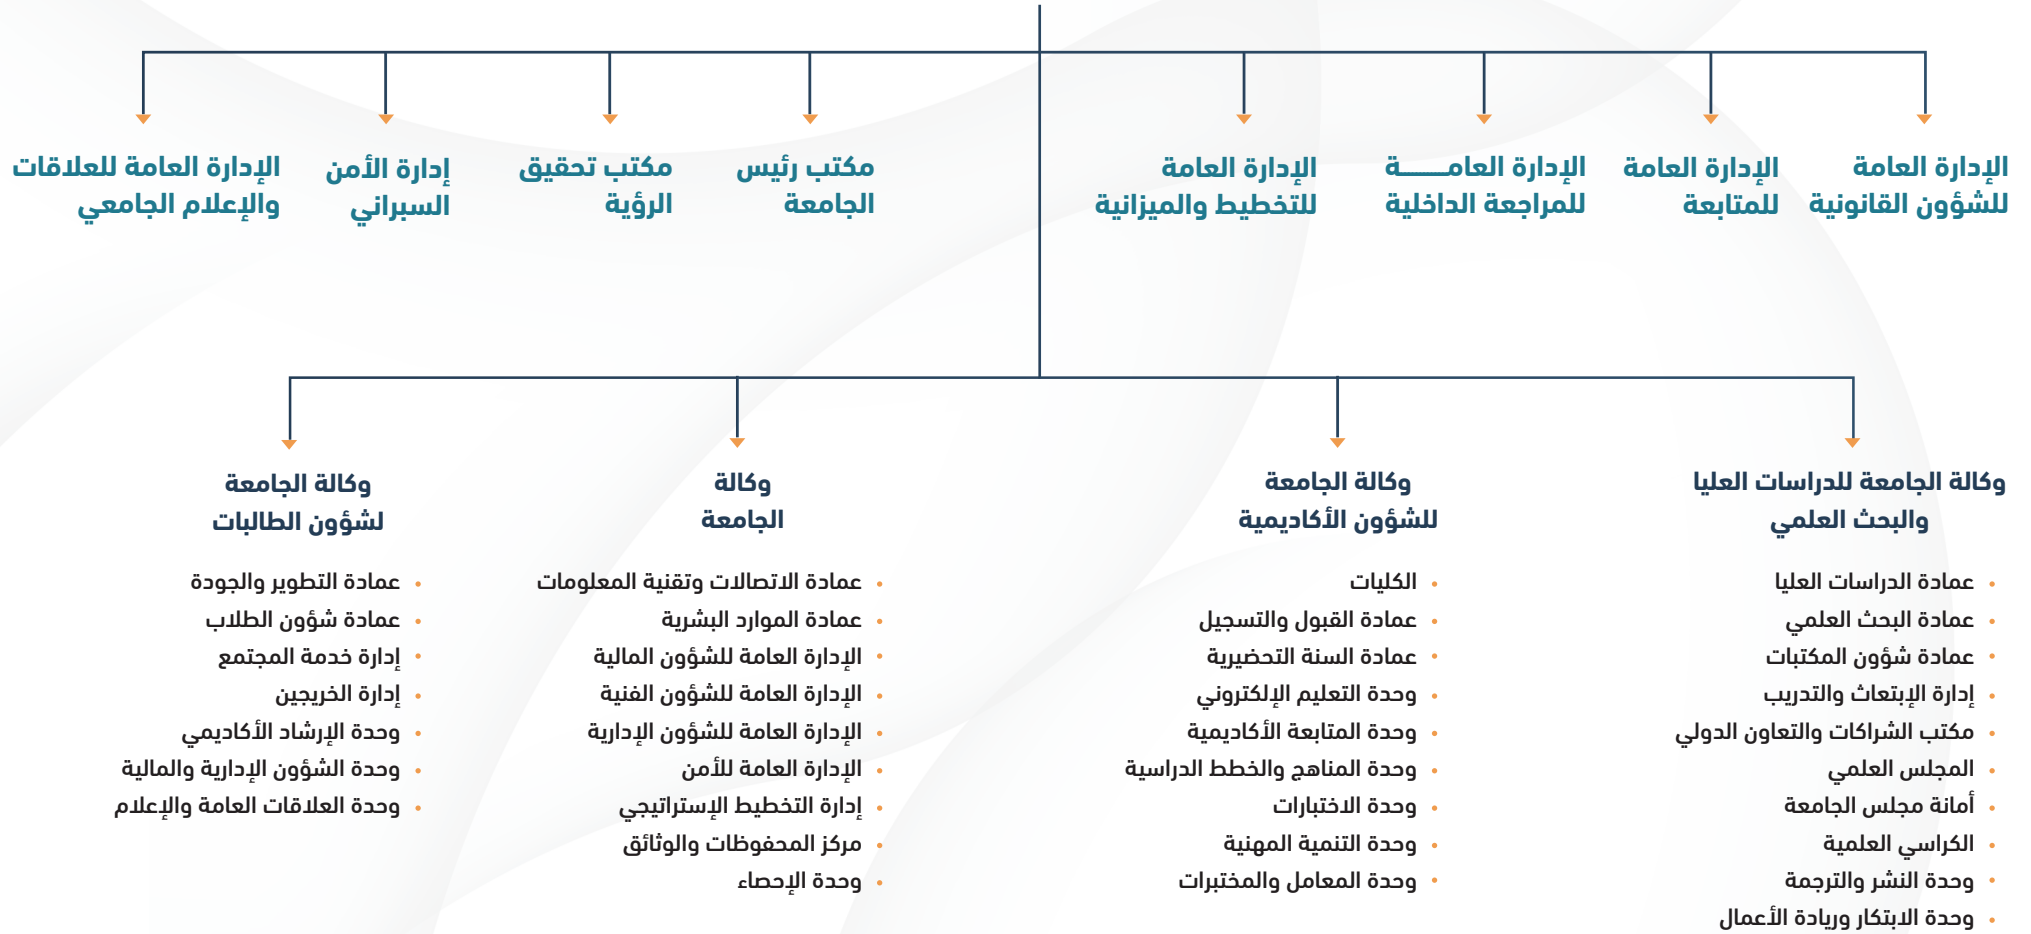 الإدارة العامة
للشؤون القانونية
الإدارة العامة
للمتابعة
الإدارة العامـــــة
للمراجعة الداخلية
الإدارة العامة
للتخطيط والميزانية
مكتب رئيس
الجامعة
مكتب تحقيق
الرؤية
إدارة الأمن
السبراني
الإدارة العامة للعلاقات
والإعلام الجامعي
وكالة الجامعة للدراسات العليا
والبحث العلمي
• عمادة الدراسات العليا
• عمادة البحث العلمي
• عمادة شؤون المكتبات
• إدارة الإبتعاث والتدريب
• مكتب الشراكات والتعاون الدولي
• المجلس العلمي
• أمانة مجلس الجامعة
• الكراسي العلمية
• وحدة النشر والترجمة
• وحدة الابتكار وريادة الأعمال
وكالة الجامعة
للشؤون الأكاديمية
• الكليات
• عمادة القبول والتسجيل
• عمادة السنة التحضيرية
• وحدة التعليم الإلكتروني
• وحدة المتابعة الأكاديمية
• وحدة المناهج والخطط الدراسية
• وحدة الاختبارات
• وحدة التنمية المهنية
• وحدة المعامل والمختبرات
وكالة
الجامعة
• عمادة الاتصالات وتقنية المعلومات
• عمادة الموارد البشرية
• الإدارة العامة للشؤون المالية
• الإدارة العامة للشؤون الفنية
• الإدارة العامة للشؤون الإدارية
• الإدارة العامة للأمن
• إدارة التخطيط الإستراتيجي
• مركز المحفوظات والوثائق
• وحدة الإحصاء
وكالة الجامعة
لشؤون الطالبات
• عمادة التطوير والجودة
• عمادة شؤون الطلاب
• إدارة خدمة المجتمع
• إدارة الخريجين
• وحدة الإرشاد الأكاديمي
• وحدة الشؤون الإدارية والمالية
• وحدة العلاقات العامة والإعلام